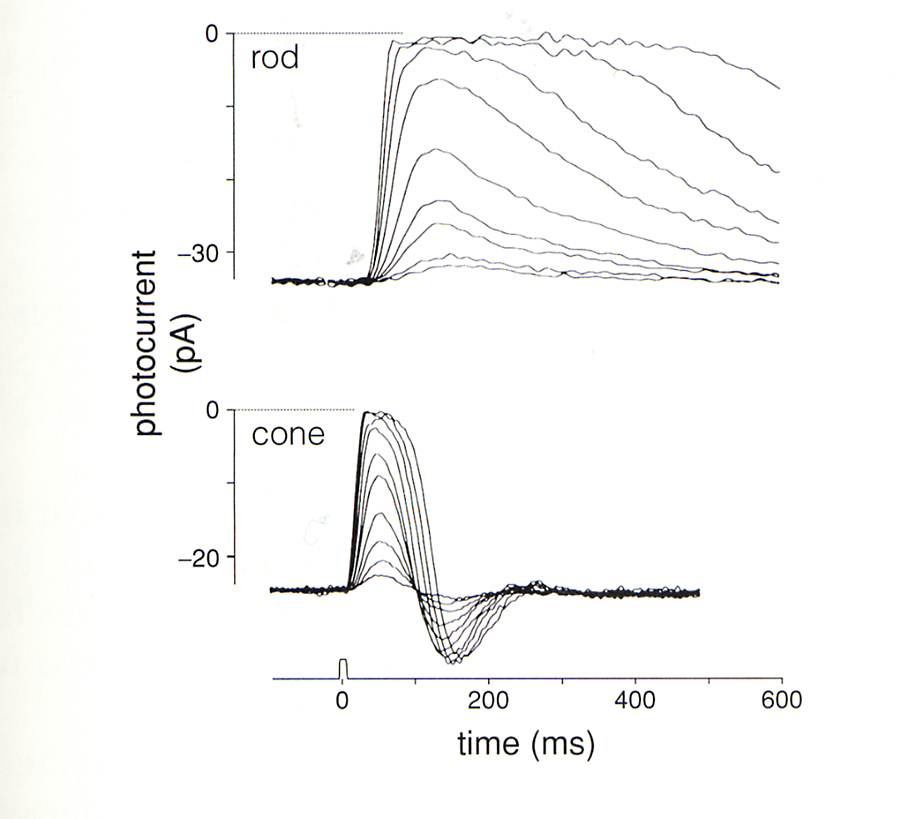 0
rod
−30
photocurrent
(pA)
0
cone
−20
0 200 400 600
time (ms)